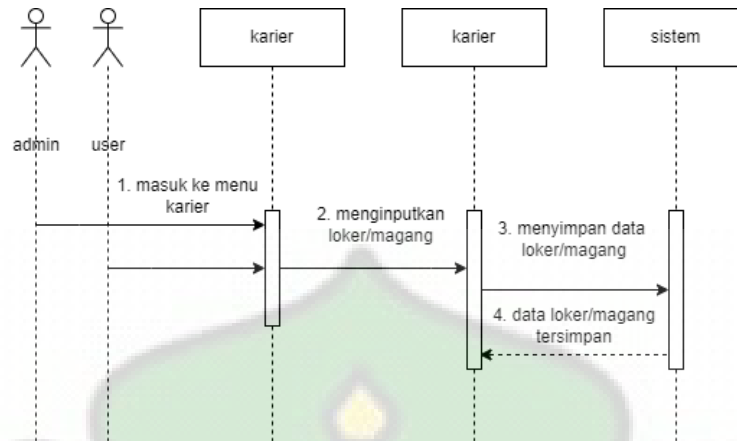 karier
karier
sistem
admin
user
1. masuk ke menu
karier
2. menginputkan
loker/magang
3. menyimpan data
loker/magang
4. data loker/magang
tersimpan